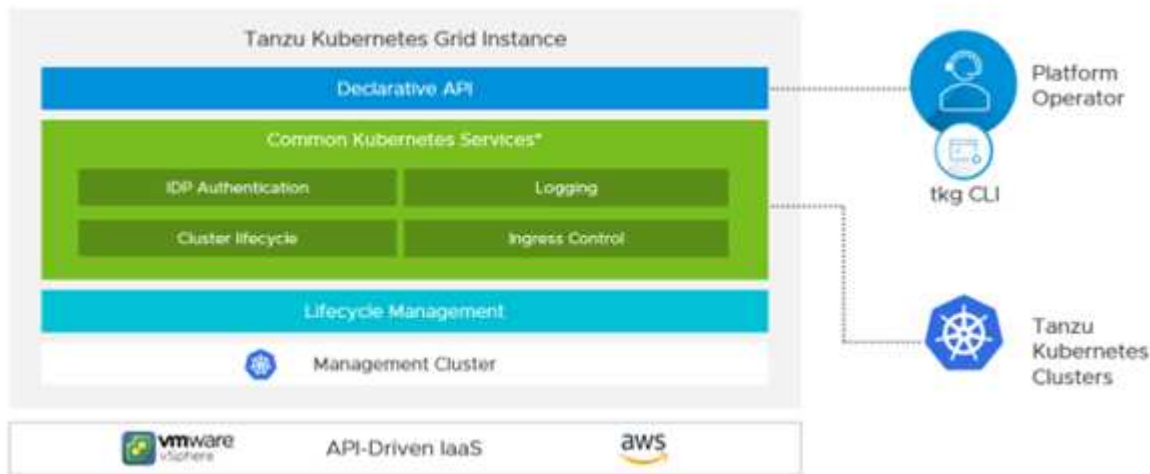 Tanzu Kubernetes Grid Instance
Declarative API
Platform
Operator
Common Kubernetes Services*
IDP Authentication
Logging
tkg CLI
Cluster lifecycle
Ingress Control
Lifecycle Management
Tanzu
Kubernetes
Clusters
Management Cluster
vmware
vSphere
API-Driven IaaS
aws